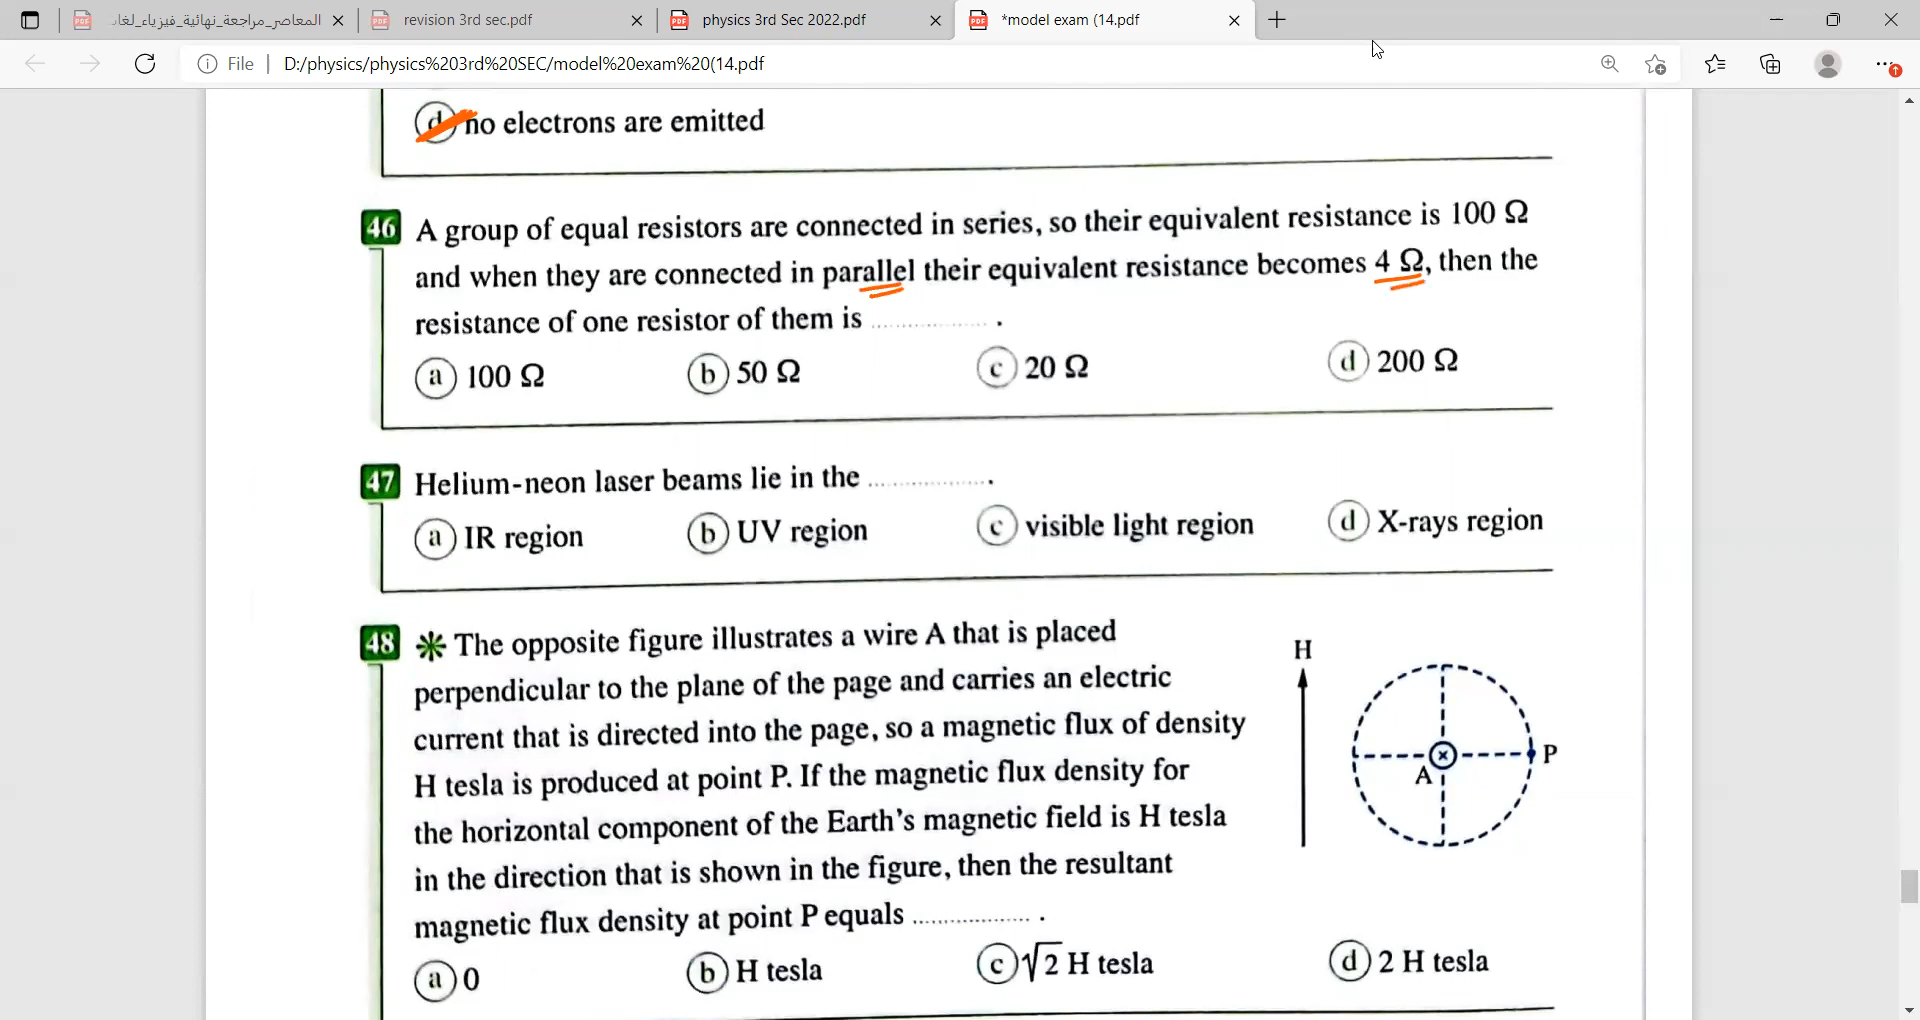 المعاصر_مراجعة_نهائية_فيزياء_لغات
revision 3rd sec.pdf
physics 3rd Sec 2022.pdf
*model exam (14.pdf
File
D:/physics/physics%203rd%20SEC/model%20exam%20(14.pdf
d no electrons are emitted
46 A group of equal resistors are connected in series, so their equivalent resistance is 100 Ω
and when they are connected in parallel their equivalent resistance becomes 4 Ω, then the
resistance of one resistor of them is .................... .
a 100 Ω b 50 Ω c 20 Ω d 200 Ω
47 Helium-neon laser beams lie in the .................... .
a IR region b UV region c visible light region d X-rays region
48 ✳ The opposite figure illustrates a wire A that is placed
perpendicular to the plane of the page and carries an electric
current that is directed into the page, so a magnetic flux of density
H tesla is produced at point P. If the magnetic flux density for
the horizontal component of the Earth's magnetic field is H tesla
in the direction that is shown in the figure, then the resultant
magnetic flux density at point P equals .................... .
H
A
P
a 0 b H tesla c √2 H tesla d 2 H tesla